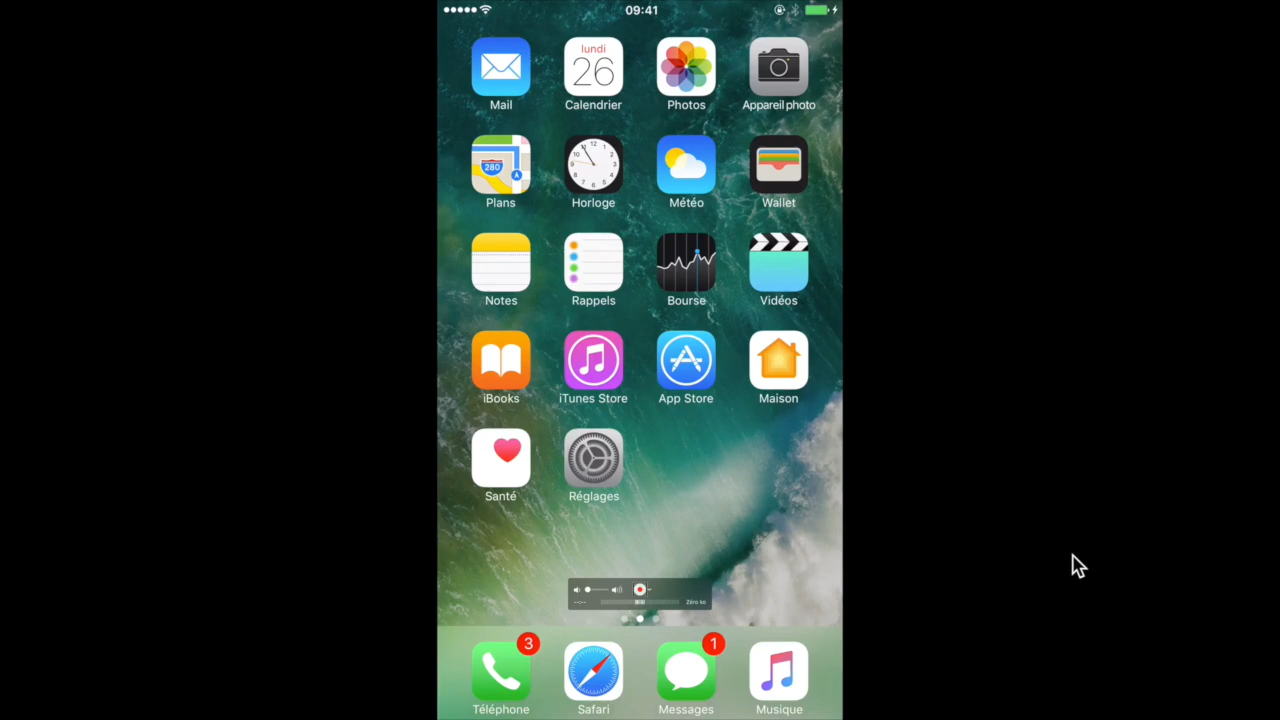 09:41
lundi
26
Mail
Calendrier
Photos
Appareil photo
280
Plans
Horloge
Météo
Wallet
Notes
Rappels
Bourse
Vidéos
iBooks
iTunes Store
App Store
Maison
Santé
Réglages
--:-- Zéro ko
3
1
Téléphone
Safari
Messages
Musique